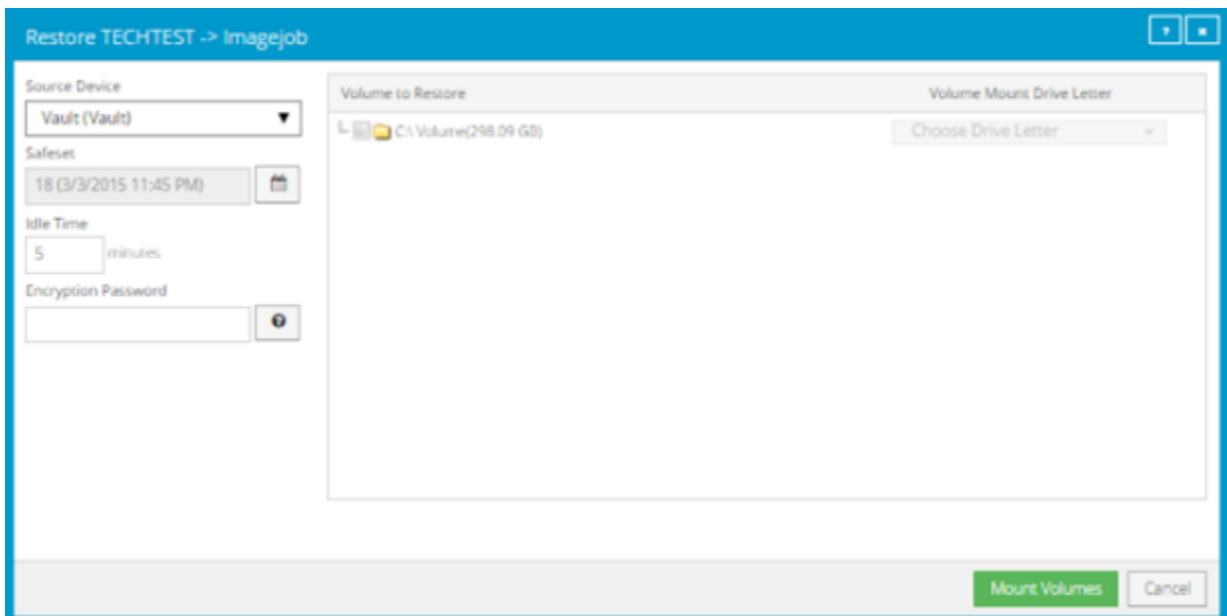 Restore TECHTEST -> Imagejob
Source Device
Vault (Vault)
Safeset
18 (3/3/2015 11:45 PM)
Idle Time
5 minutes
Encryption Password
Volume to Restore Volume Mount Drive Letter
C:\ Volume(298.09 GB) Choose Drive Letter
Mount Volumes Cancel